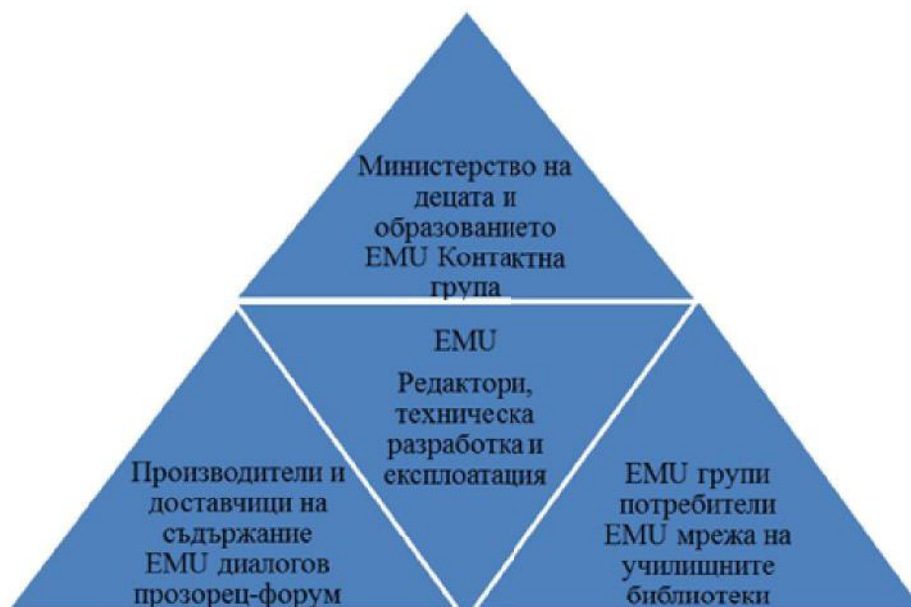 Министерство на
децата и
образованието
EMU Контактна
група
EMU
Редактори,
техническа
разработка и
експлоатация
Производители и
доставчици на
съдържание
EMU диалогов
прозорец-форум
EMU групи
потребители
EMU мрежа на
училищните
библиотеки